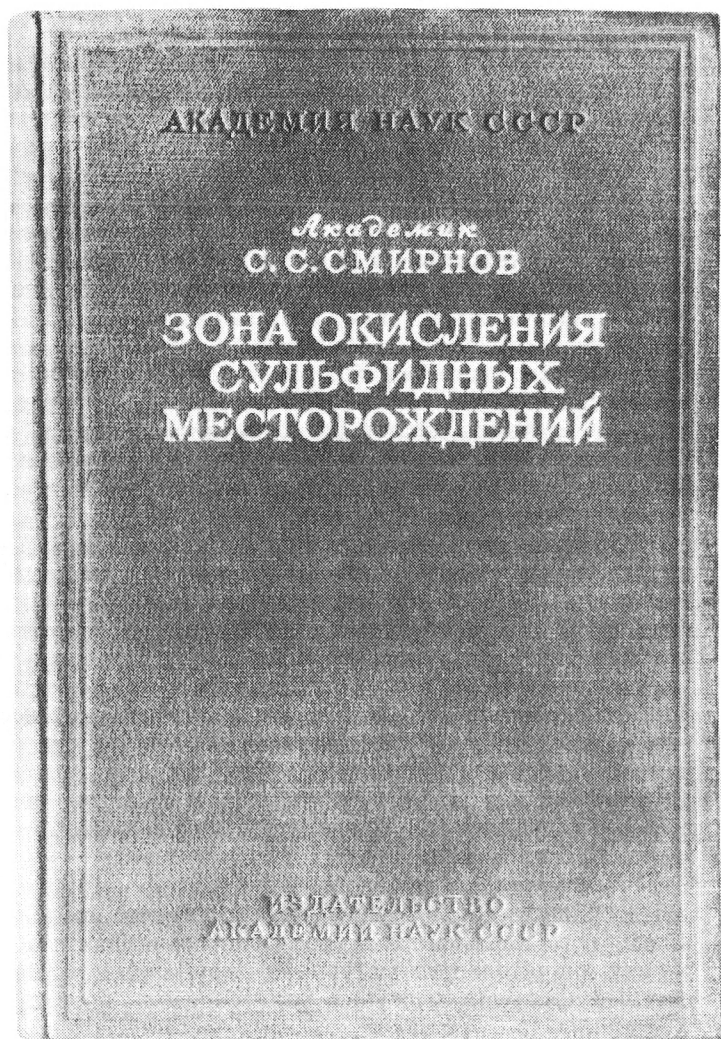 АКАДЕМИЯ НАУК СССР
Академик
С. С. СМИРНОВ
ЗОНА ОКИСЛЕНИЯ
СУЛЬФИДНЫХ
МЕСТОРОЖДЕНИЙ
ИЗДАТЕЛЬСТВО
АКАДЕМИИ НАУК СССР